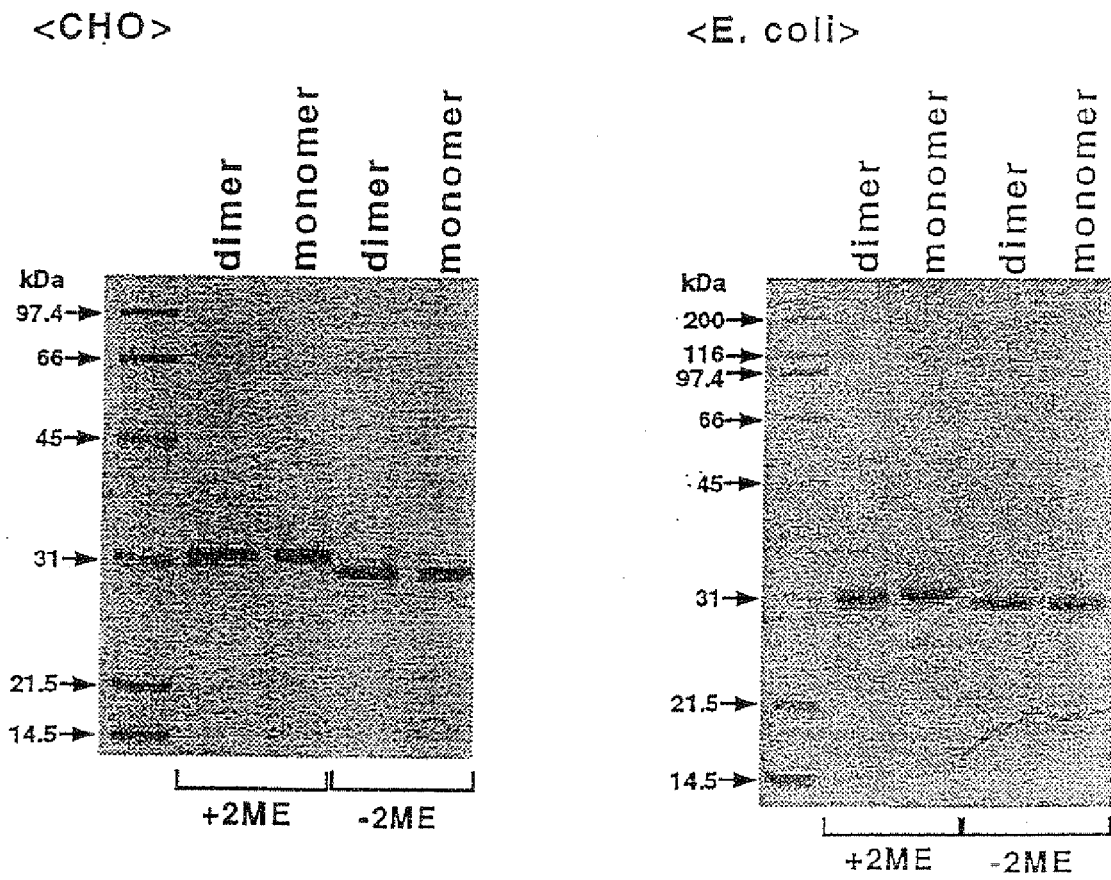 <CHO>
dimer
monomer
dimer
monomer
kDa
97.4
66
45
31
21.5
14.5
+2ME
-2ME
<E. coli>
dimer
monomer
dimer
monomer
kDa
200
116
97.4
66
45
31
21.5
14.5
+2ME
-2ME